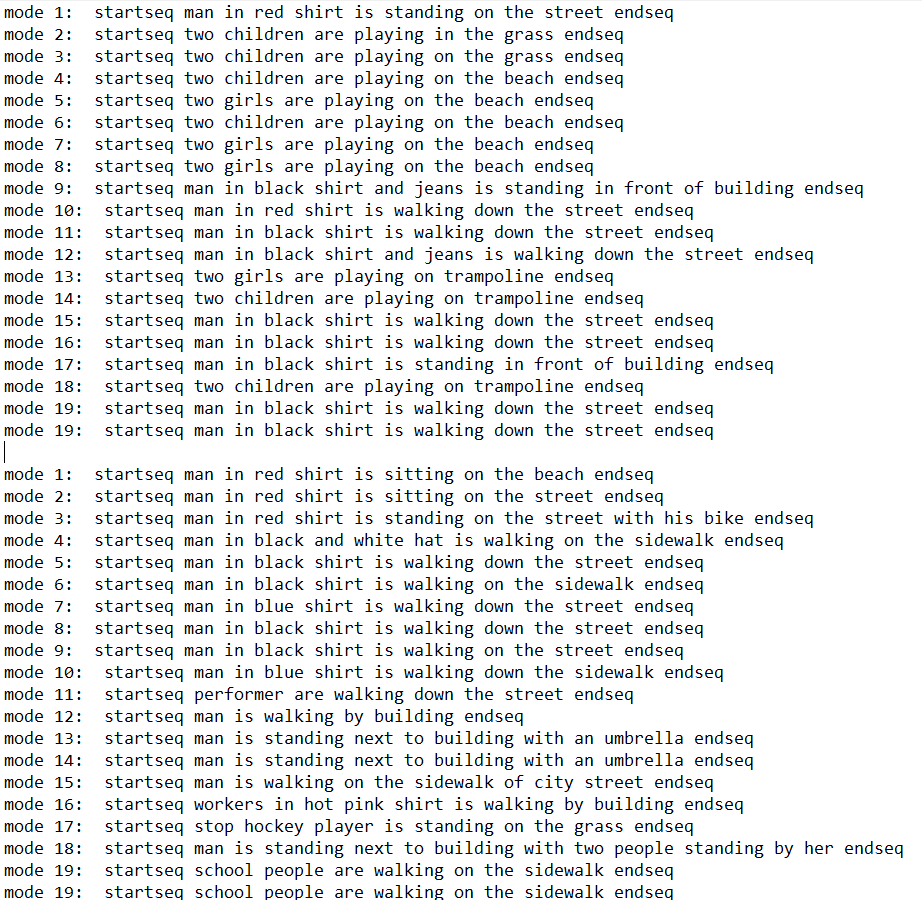 mode 1:  startseq man in red shirt is standing on the street endseq
mode 2:  startseq two children are playing in the grass endseq
mode 3:  startseq two children are playing on the grass endseq
mode 4:  startseq two children are playing on the beach endseq
mode 5:  startseq two girls are playing on the beach endseq
mode 6:  startseq two children are playing on the beach endseq
mode 7:  startseq two girls are playing on the beach endseq
mode 8:  startseq two girls are playing on the beach endseq
mode 9:  startseq man in black shirt and jeans is standing in front of building endseq
mode 10:  startseq man in red shirt is walking down the street endseq
mode 11:  startseq man in black shirt is walking down the street endseq
mode 12:  startseq man in black shirt and jeans is walking down the street endseq
mode 13:  startseq two girls are playing on trampoline endseq
mode 14:  startseq two children are playing on trampoline endseq
mode 15:  startseq man in black shirt is walking down the street endseq
mode 16:  startseq man in black shirt is walking down the street endseq
mode 17:  startseq man in black shirt is standing in front of building endseq
mode 18:  startseq two children are playing on trampoline endseq
mode 19:  startseq man in black shirt is walking down the street endseq
mode 19:  startseq man in black shirt is walking down the street endseq
mode 1:  startseq man in red shirt is sitting on the beach endseq
mode 2:  startseq man in red shirt is sitting on the street endseq
mode 3:  startseq man in red shirt is standing on the street with his bike endseq
mode 4:  startseq man in black and white hat is walking on the sidewalk endseq
mode 5:  startseq man in black shirt is walking down the street endseq
mode 6:  startseq man in black shirt is walking on the sidewalk endseq
mode 7:  startseq man in blue shirt is walking down the street endseq
mode 8:  startseq man in black shirt is walking down the street endseq
mode 9:  startseq man in black shirt is walking on the street endseq
mode 10:  startseq man in blue shirt is walking down the sidewalk endseq
mode 11:  startseq performer are walking down the street endseq
mode 12:  startseq man is walking by building endseq
mode 13:  startseq man is standing next to building with an umbrella endseq
mode 14:  startseq man is standing next to building with an umbrella endseq
mode 15:  startseq man is walking on the sidewalk of city street endseq
mode 16:  startseq workers in hot pink shirt is walking by building endseq
mode 17:  startseq stop hockey player is standing on the grass endseq
mode 18:  startseq man is standing next to building with two people standing by her endseq
mode 19:  startseq school people are walking on the sidewalk endseq
mode 19:  startseq school people are walking on the sidewalk endseq